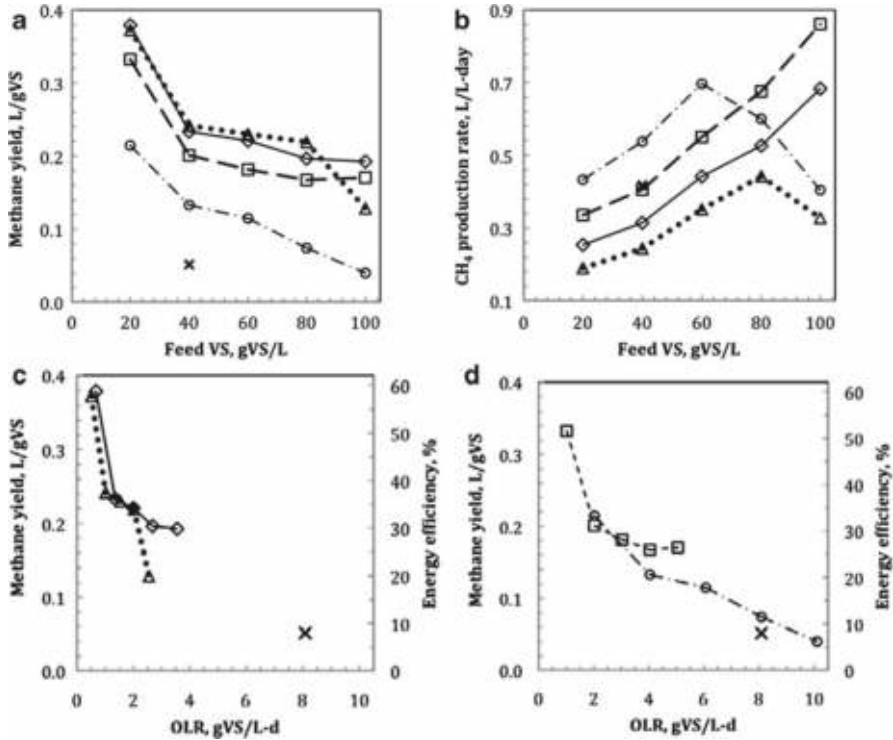 a
0.4
0.3
0.2
0.1
0.0
Methane yield, L/gVS
0 20 40 60 80 100
Feed VS, gVS/L
b
0.9
0.7
0.5
0.3
0.1
CH₄ production rate, L/L-day
0 20 40 60 80 100
Feed VS, gVS/L
c
0.4
0.3
0.2
0.1
0.0
Methane yield, L/gVS
60
50
40
30
20
10
0
Energy efficiency, %
0 2 4 6 8 10
OLR, gVS/L-d
d
0.4
0.3
0.2
0.1
0.0
Methane yield, L/gVS
60
50
40
30
20
10
0
Energy efficiency, %
0 2 4 6 8 10
OLR, gVS/L-d